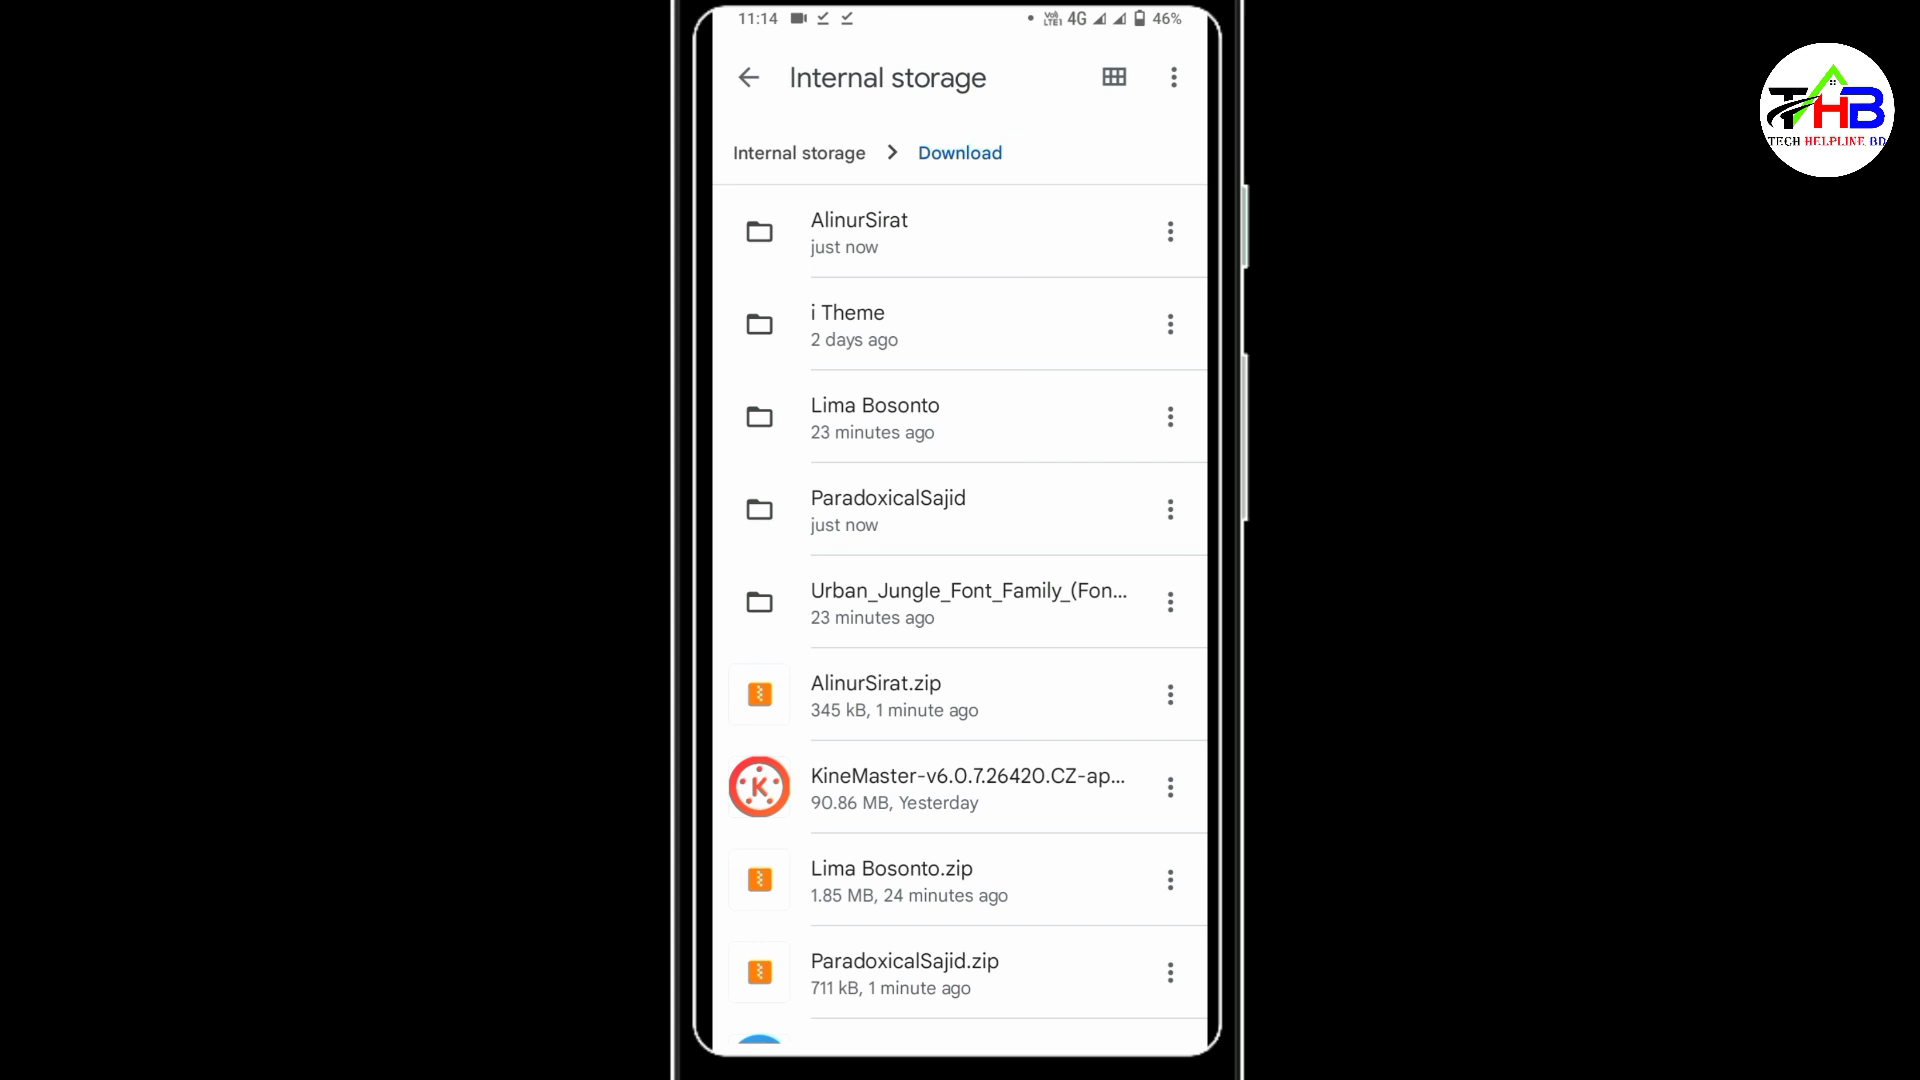 11:14 Vo) LTE1 4G 46%
Internal storage
Internal storage > Download
AlinurSirat
just now
i Theme
2 days ago
Lima Bosonto
23 minutes ago
ParadoxicalSajid
just now
Urban_Jungle_Font_Family_(Fon...
23 minutes ago
AlinurSirat.zip
345 kB, 1 minute ago
K
KineMaster-v6.0.7.26420.CZ-ap...
90.86 MB, Yesterday
Lima Bosonto.zip
1.85 MB, 24 minutes ago
ParadoxicalSajid.zip
711 kB, 1 minute ago
THB
TECH HELPLINE BD